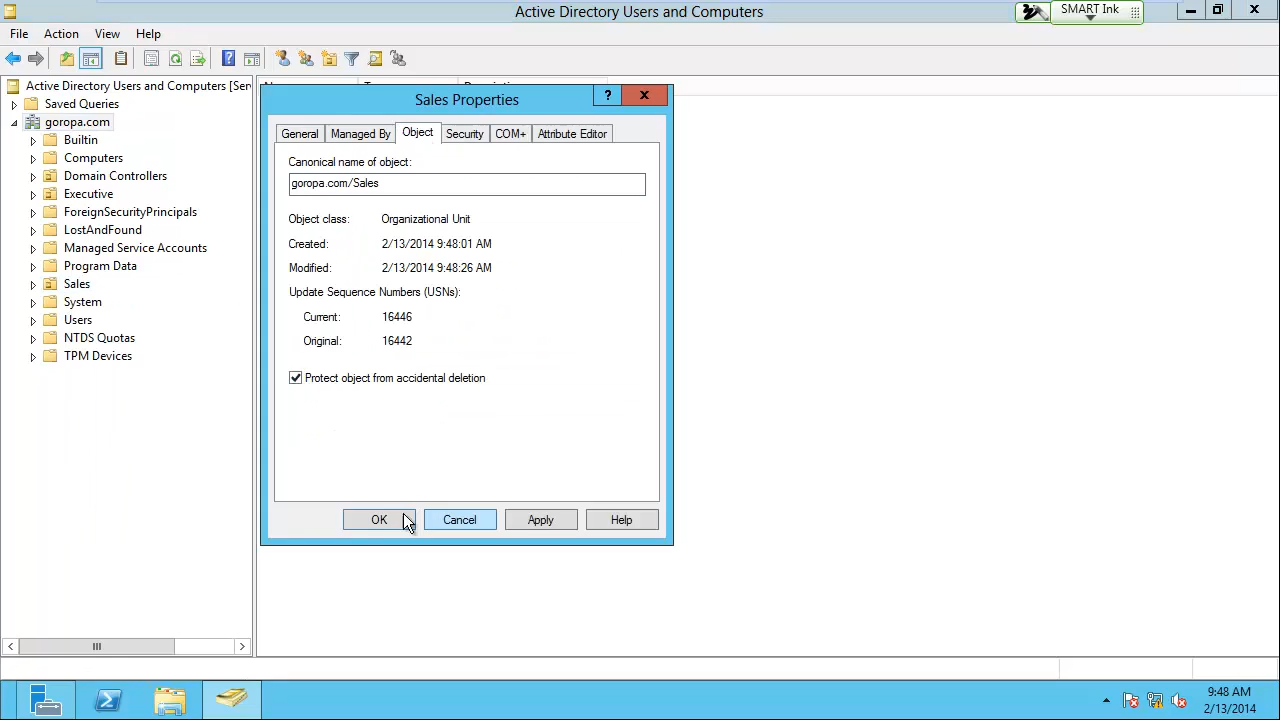 Active Directory Users and Computers
SMART Ink
File Action View Help
Active Directory Users and Computers [Ser
Saved Queries
goropa.com
Builtin
Computers
Domain Controllers
Executive
ForeignSecurityPrincipals
LostAndFound
Managed Service Accounts
Program Data
Sales
System
Users
NTDS Quotas
TPM Devices
Sales Properties
? X
General Managed By Object Security COM+ Attribute Editor
Canonical name of object:
goropa.com/Sales
Object class: Organizational Unit
Created: 2/13/2014 9:48:01 AM
Modified: 2/13/2014 9:48:26 AM
Update Sequence Numbers (USNs):
Current: 16446
Original: 16442
Protect object from accidental deletion
OK Cancel Apply Help
9:48 AM
2/13/2014